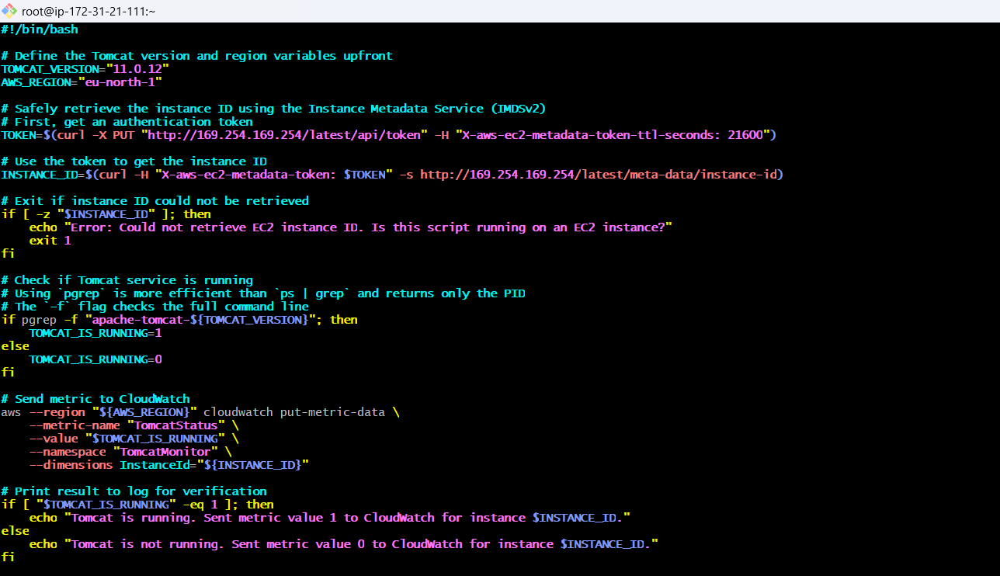 root@ip-172-31-21-111:~
#!/bin/bash
# Define the Tomcat version and region variables upfront
TOMCAT_VERSION="11.0.12"
AWS_REGION="eu-north-1"
# Safely retrieve the instance ID using the Instance Metadata Service (IMDSv2)
# First, get an authentication token
TOKEN=$(curl -X PUT "http://169.254.169.254/latest/api/token" -H "X-aws-ec2-metadata-token-ttl-seconds: 21600")
# Use the token to get the instance ID
INSTANCE_ID=$(curl -H "X-aws-ec2-metadata-token: $TOKEN" -s http://169.254.169.254/latest/meta-data/instance-id)
# Exit if instance ID could not be retrieved
if [ -z "$INSTANCE_ID" ]; then
    echo "Error: Could not retrieve EC2 instance ID. Is this script running on an EC2 instance?"
    exit 1
fi
# Check if Tomcat service is running
# Using `pgrep` is more efficient than `ps | grep` and returns only the PID
# The `-f` flag checks the full command line
if pgrep -f "apache-tomcat-${TOMCAT_VERSION}"; then
    TOMCAT_IS_RUNNING=1
else
    TOMCAT_IS_RUNNING=0
fi
# Send metric to CloudWatch
aws --region "${AWS_REGION}" cloudwatch put-metric-data \
    --metric-name "TomcatStatus" \
    --value "$TOMCAT_IS_RUNNING" \
    --namespace "TomcatMonitor" \
    --dimensions InstanceId="${INSTANCE_ID}"
# Print result to log for verification
if [ "$TOMCAT_IS_RUNNING" -eq 1 ]; then
    echo "Tomcat is running. Sent metric value 1 to CloudWatch for instance $INSTANCE_ID."
else
    echo "Tomcat is not running. Sent metric value 0 to CloudWatch for instance $INSTANCE_ID."
fi